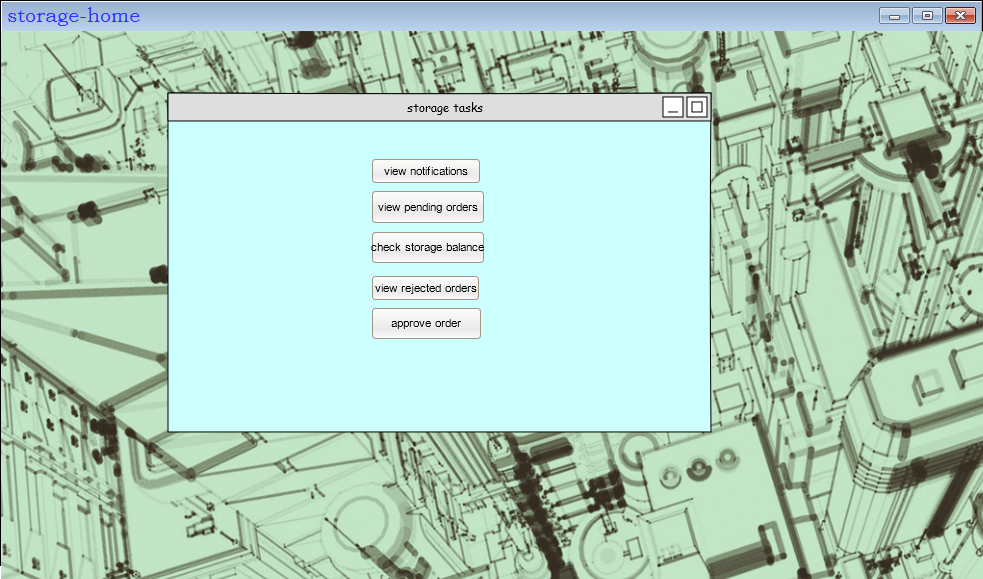 storage-home
storage tasks
view notifications
view pending orders
check storage balance
view rejected orders
approve order